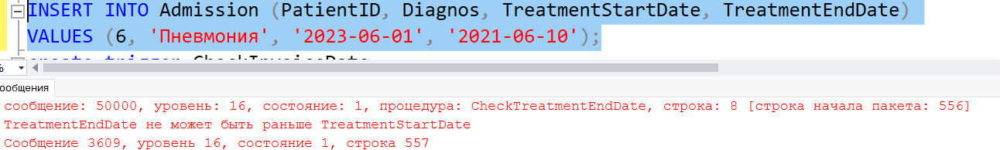 INSERT INTO Admission (PatientID, Diagnos, TreatmentStartDate, TreatmentEndDate)
VALUES (6, 'Пневмония', '2023-06-01', '2021-06-10');
create trigger CheckInvoiceDate
%
ообщения
сообщение: 50000, уровень: 16, состояние: 1, процедура: CheckTreatmentEndDate, строка: 8 [строка начала пакета: 556]
TreatmentEndDate не может быть раньше TreatmentStartDate
Сообщение 3609, уровень 16, состояние 1, строка 557